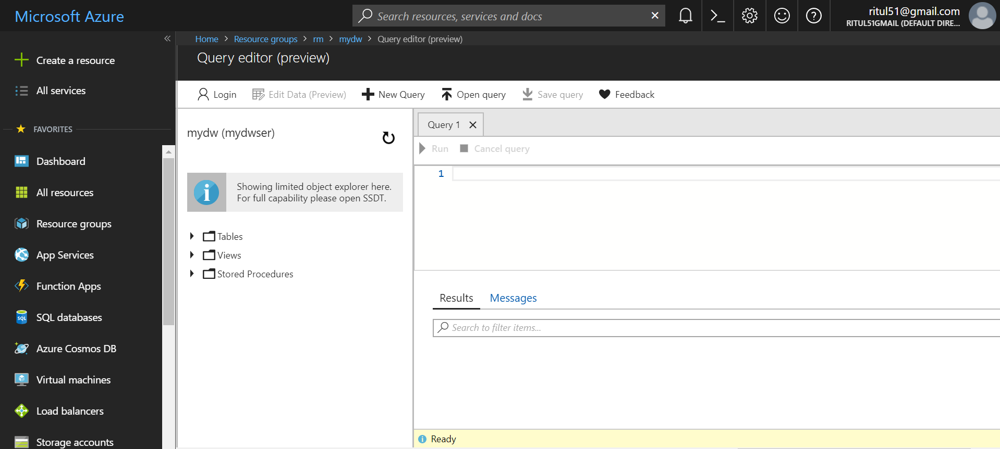 Microsoft Azure
Search resources, services and docs
ritul51@gmail.com
RITUL51GMAIL (DEFAULT DIRE...
Home > Resource groups > rm > mydw > Query editor (preview)
Query editor (preview)
Create a resource
All services
FAVORITES
Dashboard
All resources
Resource groups
App Services
Function Apps
SQL databases
SQL
Azure Cosmos DB
Virtual machines
Load balancers
Storage accounts
Login
Edit Data (Preview)
New Query
Open query
Save query
Feedback
mydw (mydwser)
Showing limited object explorer here.
For full capability please open SSDT.
Tables
Views
Stored Procedures
Query 1
Run
Cancel query
1
Results
Messages
Search to filter items...
Ready